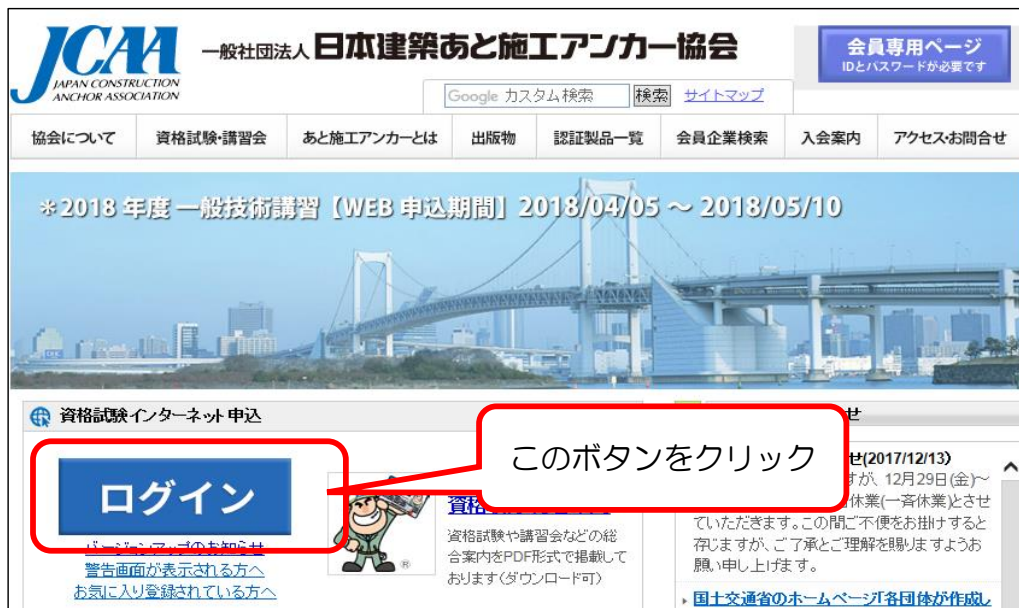 JCAA
JAPAN CONSTRUCTION
ANCHOR ASSOCIATION
一般社団法人 日本建築あと施工アンカー協会
会員専用ページ
IDとパスワードが必要です
Google カスタム検索 検索 サイトマップ
協会について 資格試験・講習会 あと施工アンカーとは 出版物 認証製品一覧 会員企業検索 入会案内 アクセス・お問合せ
*2018 年度 一般技術講習【WEB 申込期間】2018/04/05 ～ 2018/05/10
資格試験インターネット申込
このボタンをクリック
ログイン
バージョンアップのお知らせ
警告画面が表示される方へ
お気に入り登録されている方へ
資格
資格試験や講習会などの総
合案内をPDF形式で掲載して
おります(ダウンロード可)
せ
せ(2017/12/13)
すが、12月29日(金)～
休業(一斉休業)とさせ
ていただきます。この間ご不便をお掛けすると
存じますが、ご了承とご理解を賜りますようお
願い申し上げます。
国土交通省のホームページ「各団体が作成し